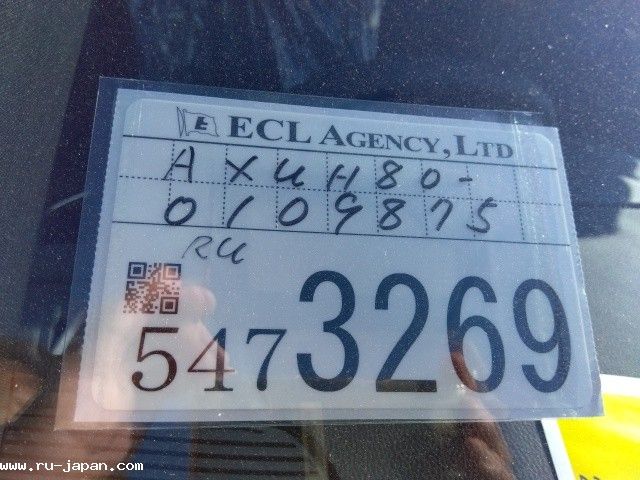 E ECL AGENCY, LTD
AXUH80-
0109875
RU
5473269
www.ru-japan.com